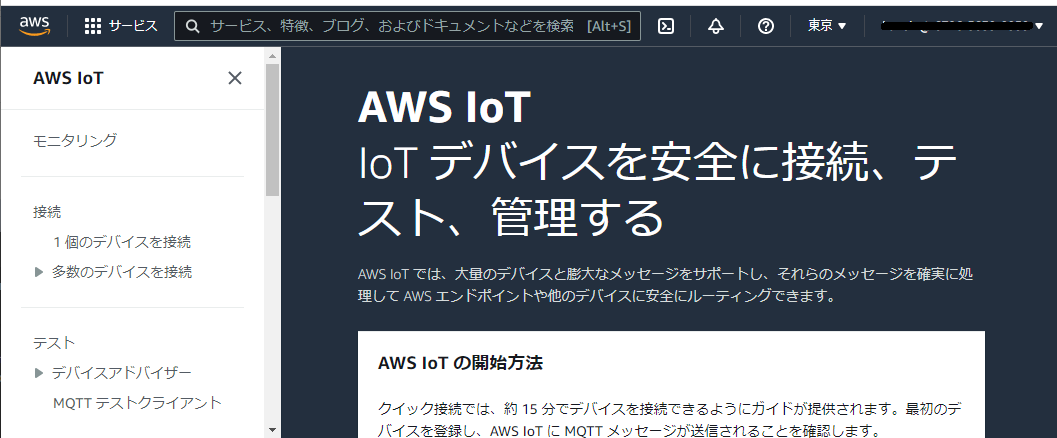 aws
サービス
サービス、特徴、ブログ、およびドキュメントなどを検索 [Alt+S]
東京
AWS IoT
モニタリング
接続
1 個のデバイスを接続
多数のデバイスを接続
テスト
デバイスアドバイザー
MQTT テストクライアント
AWS IoT
IoT デバイスを安全に接続、テ
スト、管理する
AWS IoT では、大量のデバイスと膨大なメッセージをサポートし、それらのメッセージを確実に処
理して AWS エンドポイントや他のデバイスに安全にルーティングできます。
AWS IoT の開始方法
クイック接続では、約 15 分でデバイスを接続できるようにガイドが提供されます。最初のデ
バイスを登録し、AWS IoT に MQTT メッセージが送信されることを確認します。